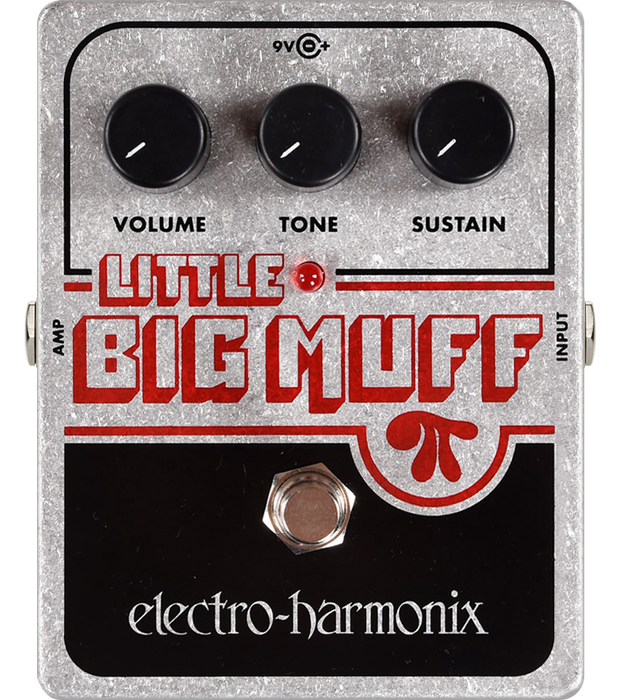 9V +
VOLUME TONE SUSTAIN
LITTLE
BIG MUFF
π
AMP
INPUT
electro-harmonix